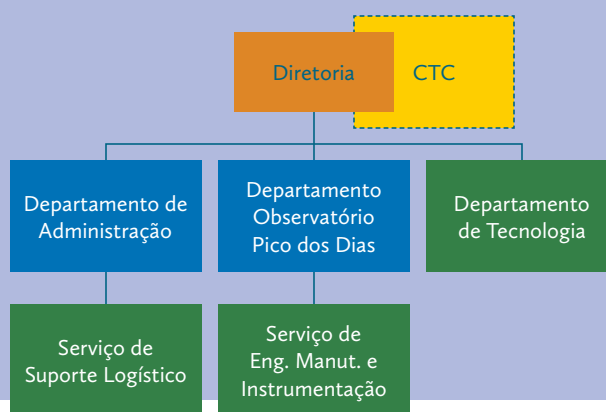 Diretoria
CTC
Departamento de
Administração
Departamento
Observatório
Pico dos Dias
Departamento
de Tecnologia
Serviço de
Suporte Logístico
Serviço de
Eng. Manut. e
Instrumentação